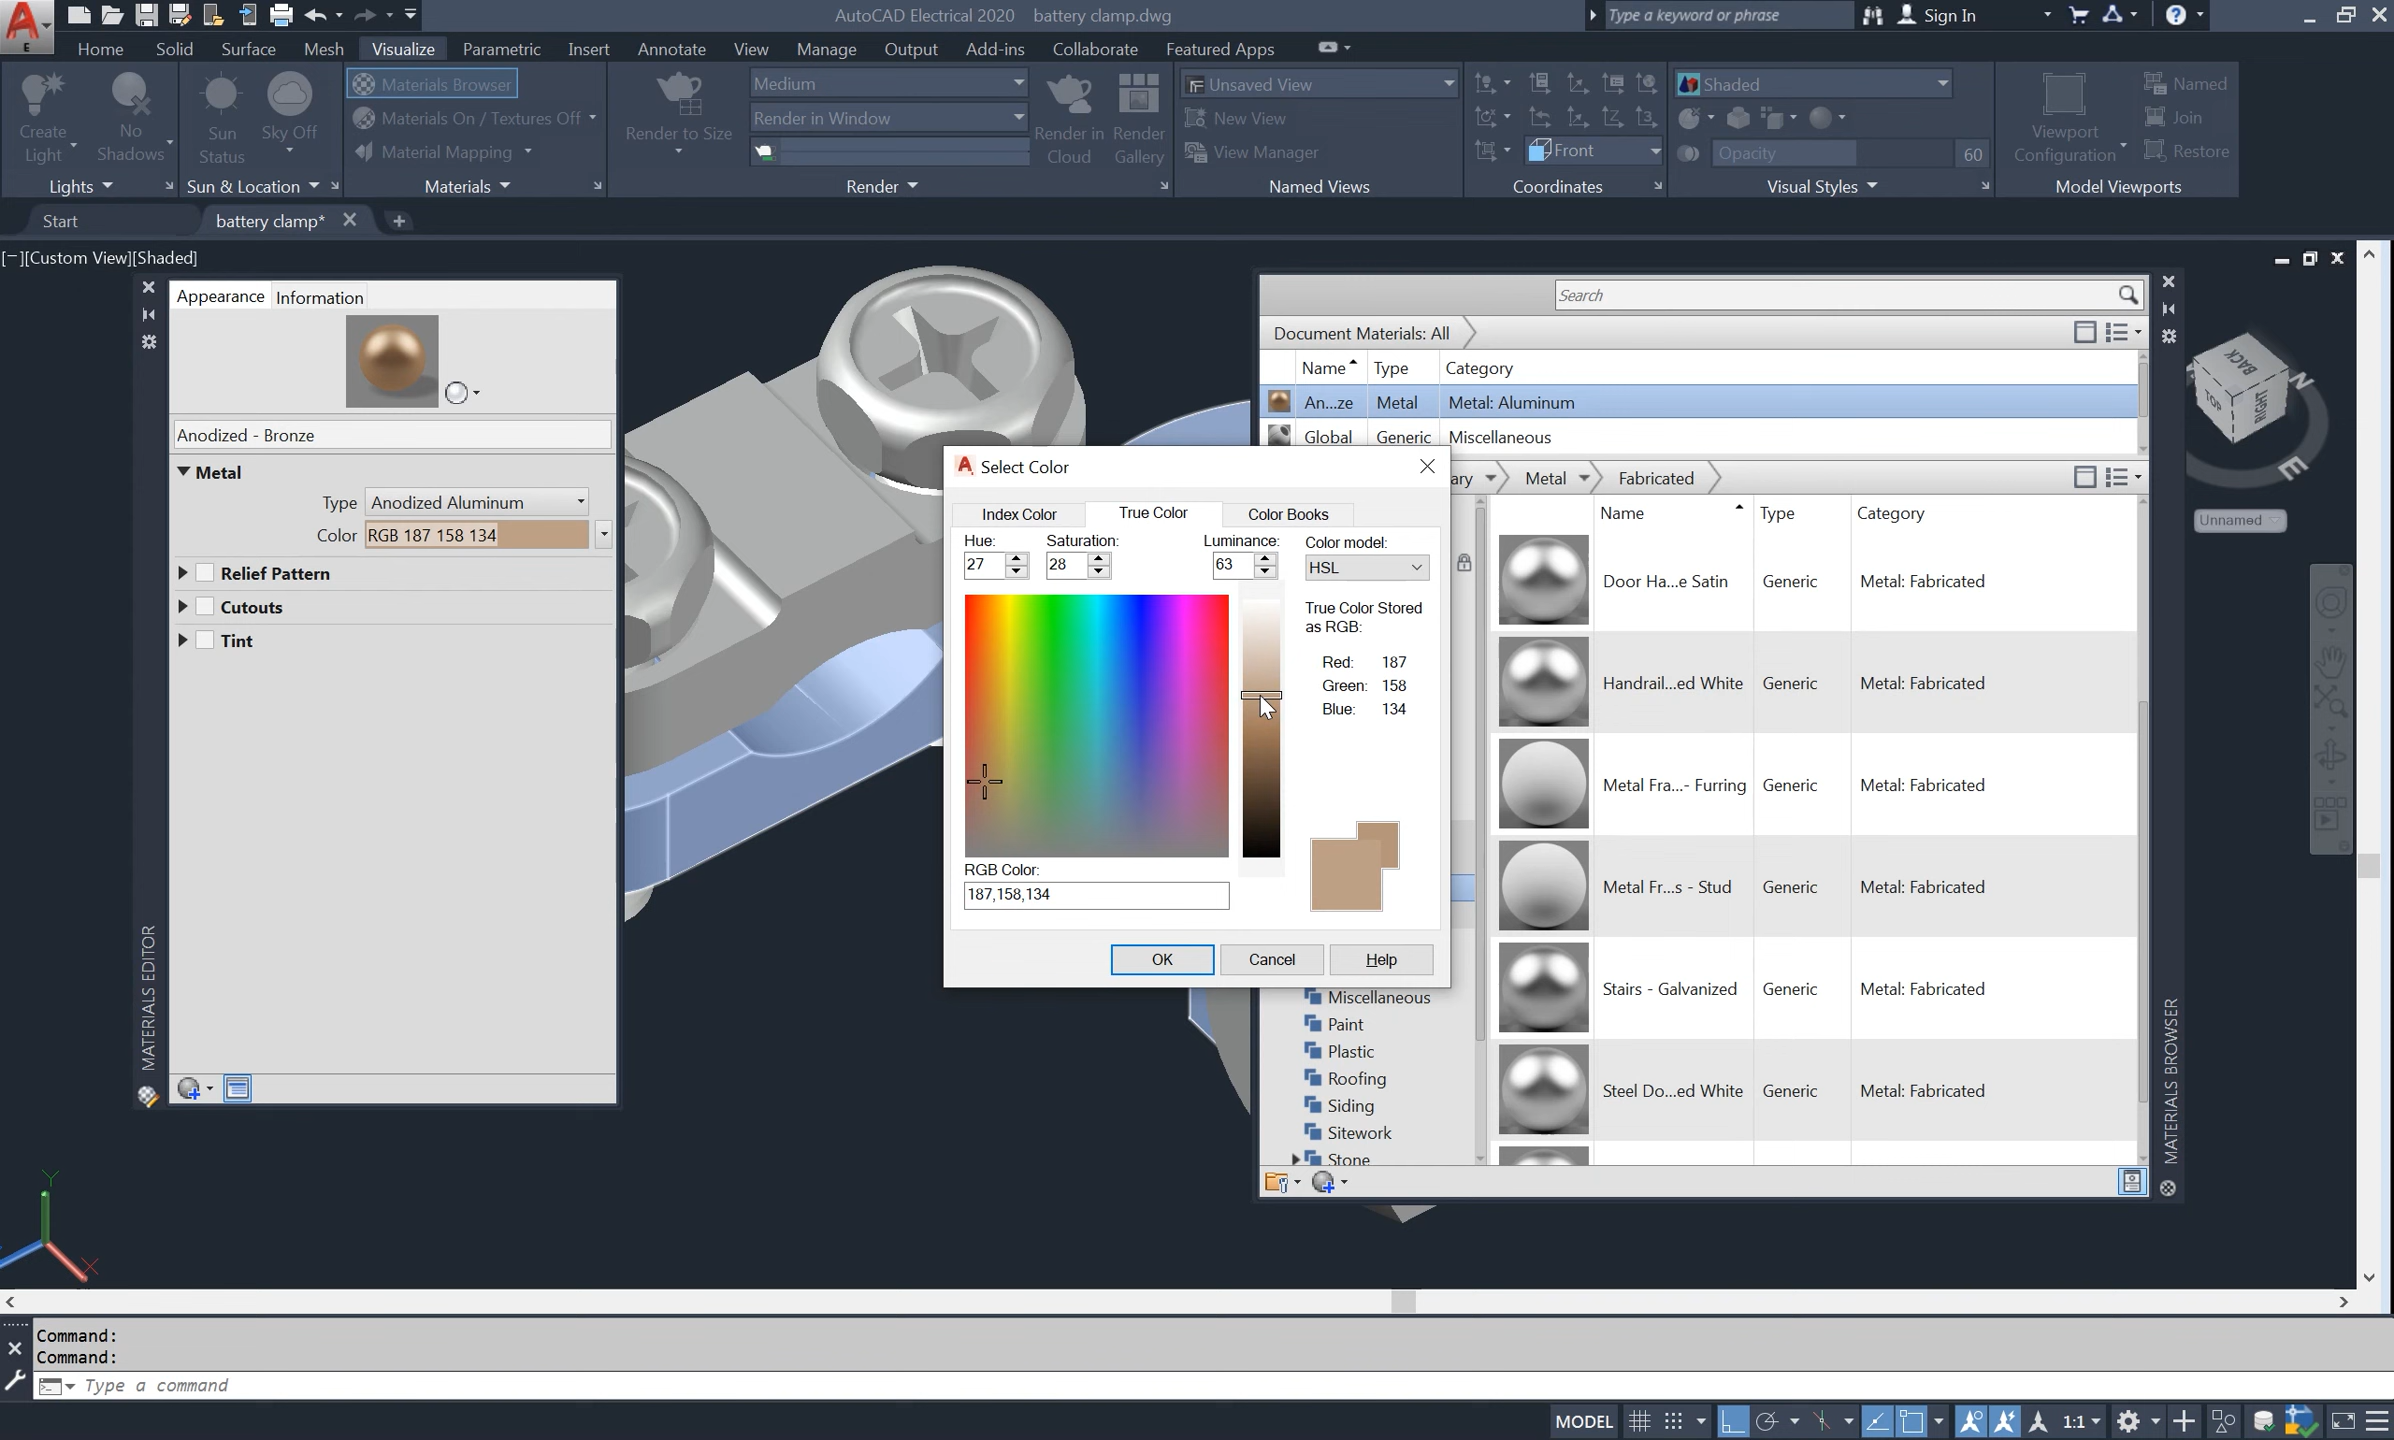 AutoCAD Electrical 2020 battery clamp.dwg
Type a keyword or phrase
Sign In
Home Solid Surface Mesh Visualize Parametric Insert Annotate View Manage Output Add-ins Collaborate Featured Apps
Create
Light
No
Shadows
Lights
Sun
Status
Sky Off
Sun & Location
Materials Browser
Materials On / Textures Off
Material Mapping
Materials
Render to Size
Medium
Render in Window
Render in
Cloud
Render
Gallery
Render
Unsaved View
New View
View Manager
Named Views
Front
Coordinates
Shaded
Opacity 60
Visual Styles
Viewport
Configuration
Named
Join
Restore
Model Viewports
Start battery clamp*
[−][Custom View][Shaded]
Appearance Information
Anodized - Bronze
Metal
Type Anodized Aluminum
Color RGB 187 158 134
Relief Pattern
Cutouts
Tint
MATERIALS EDITOR
Select Color
Index Color True Color Color Books
Hue: Saturation: Luminance: Color model:
27 28 63 HSL
True Color Stored
as RGB:
Red: 187
Green: 158
Blue: 134
RGB Color:
187,158,134
OK Cancel Help
Search
Document Materials: All
Name Type Category
An...ze Metal Metal: Aluminum
Global Generic Miscellaneous
ary Metal Fabricated
Name Type Category
Door Ha...e Satin Generic Metal: Fabricated
Handrail...ed White Generic Metal: Fabricated
Metal Fra...- Furring Generic Metal: Fabricated
Metal Fr...s - Stud Generic Metal: Fabricated
Stairs - Galvanized Generic Metal: Fabricated
Steel Do...ed White Generic Metal: Fabricated
Miscellaneous
Paint
Plastic
Roofing
Siding
Sitework
Stone
MATERIALS BROWSER
BACK
TOP
RIGHT
N
E
Unnamed
Y
X
Command:
Command:
Type a command
MODEL 1:1